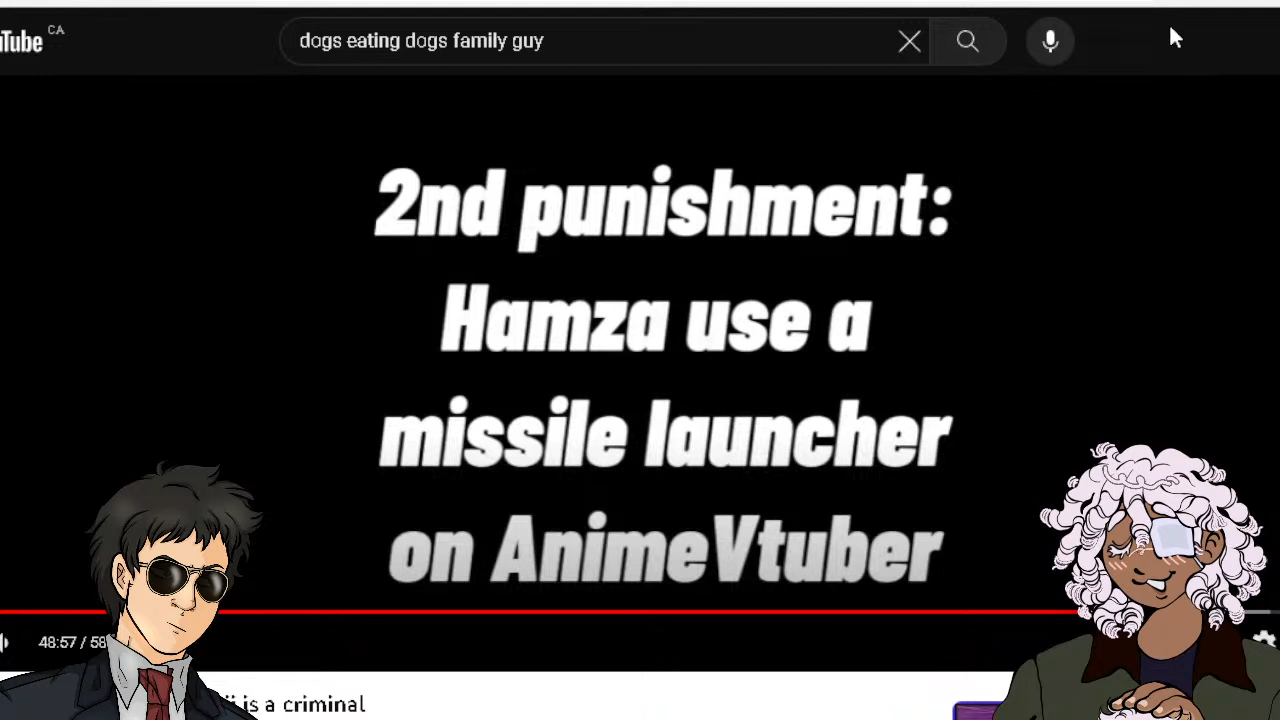 uTube CA
dogs eating dogs family guy
2nd punishment:
Hamza use a
missile launcher
on AnimeVtuber
48:57 / 58
is a criminal